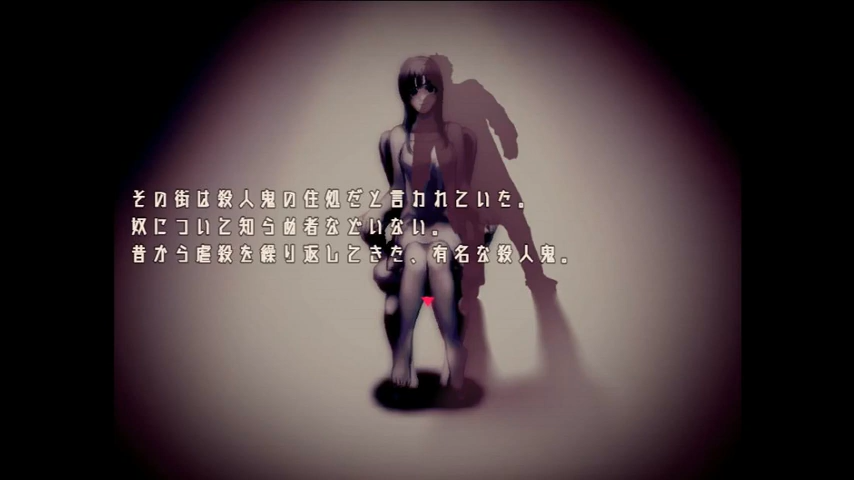 その街は殺人鬼の住処だと言われていた。
奴について知らぬ者などいない。
昔から虐殺を繰り返してきた、有名な殺人鬼。